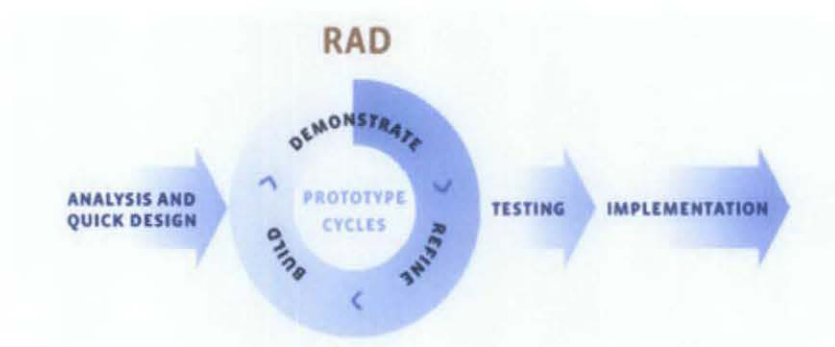 RAD
ANALYSIS AND
QUICK DESIGN
DEMONSTRATE
PROTOTYPE
CYCLES
BUILD
REFINE
TESTING
IMPLEMENTATION